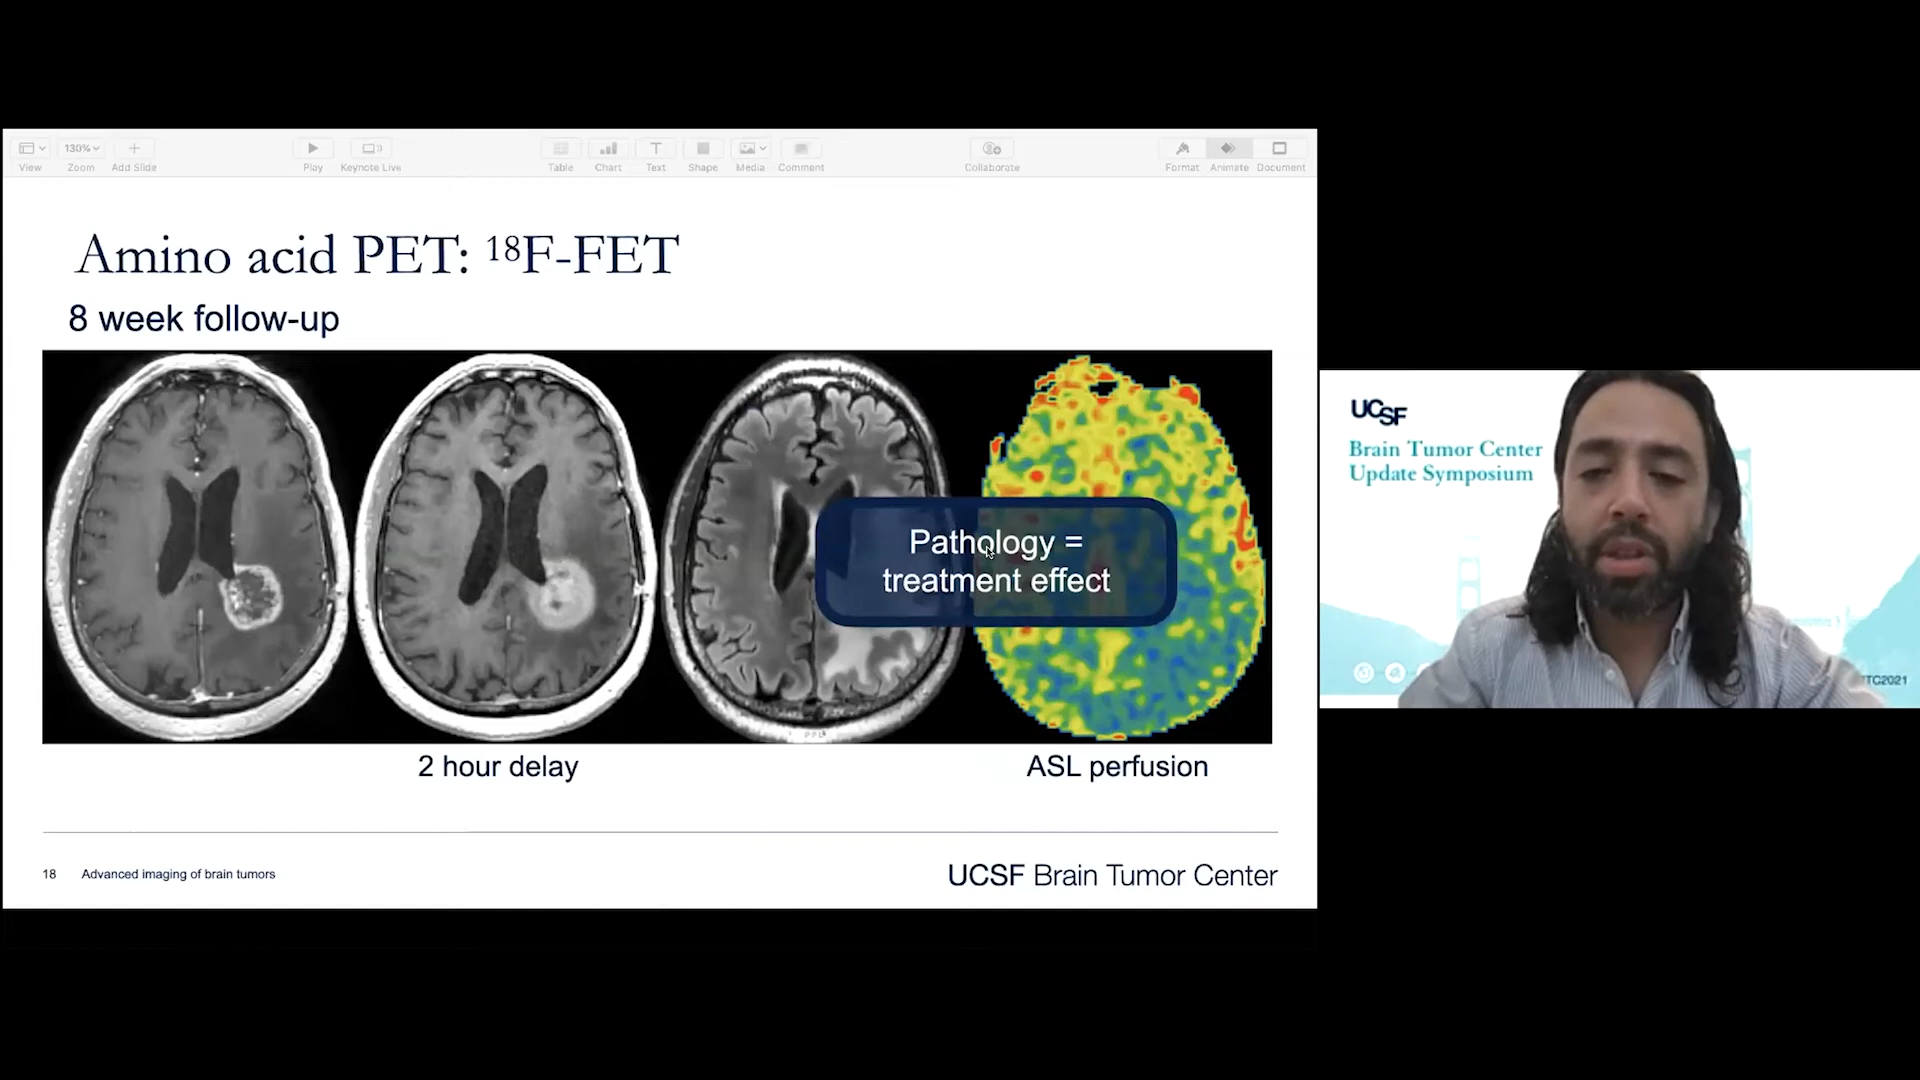 130%
View
Zoom
Add Slide
Play
Keynote Live
Table
Chart
Text
Shape
Media
Comment
Collaborate
Format
Animate
Document
Amino acid PET: ¹⁸F-FET
8 week follow-up
Pathology =
treatment effect
2 hour delay
ASL perfusion
18
Advanced imaging of brain tumors
UCSF Brain Tumor Center
UCSF
Brain Tumor Center
Update Symposium
TC2021